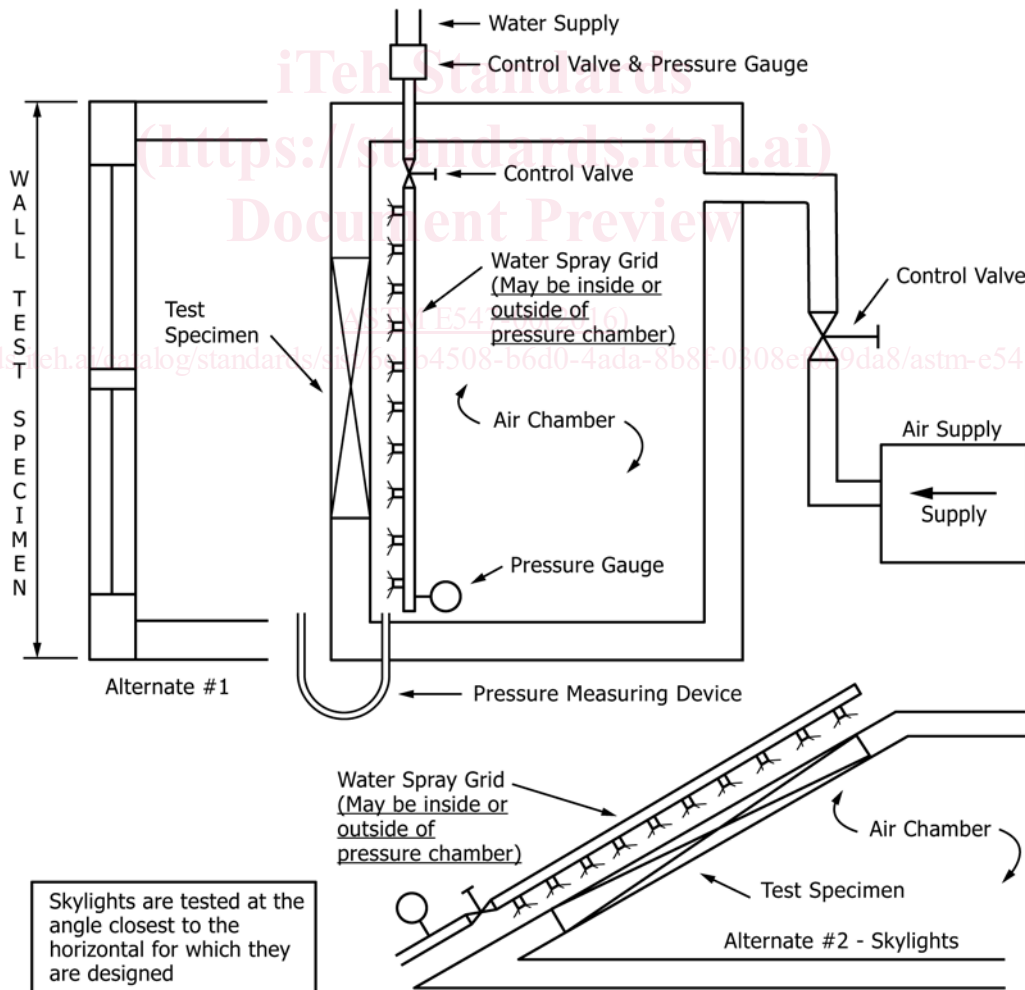 Water Supply
iTeh Standards
Control Valve & Pressure Gauge
(https://standards.iteh.ai)
Control Valve
Document Preview
WALL TEST SPECIMEN
Water Spray Grid
(May be inside or
outside of
pressure chamber)
Control Valve
Test
Specimen
Air Chamber
Air Supply
Supply
Pressure Gauge
Alternate #1
Pressure Measuring Device
Water Spray Grid
(May be inside or
outside of
pressure chamber)
Air Chamber
Test Specimen
Alternate #2 - Skylights
Skylights are tested at the
angle closest to the
horizontal for which they
are designed